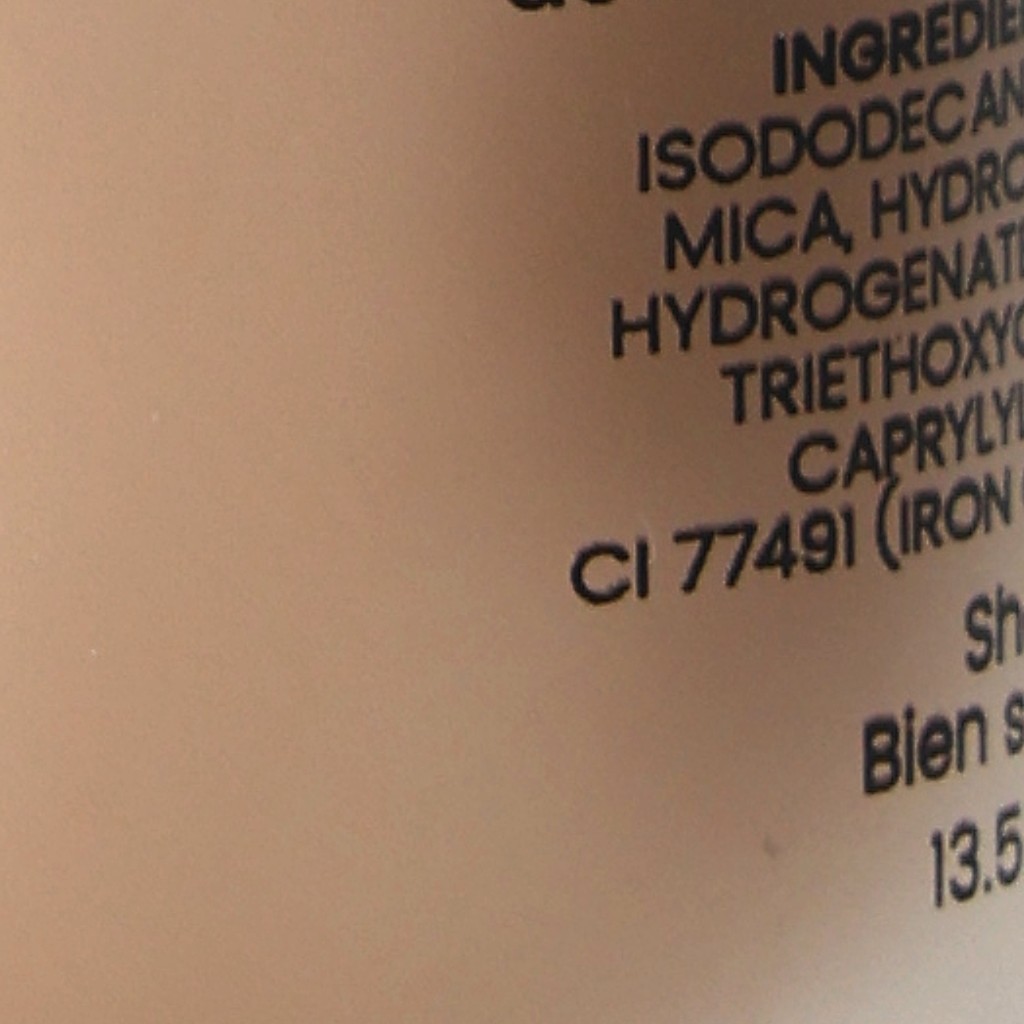 INGREDIE
ISODODECAN
MICA, HYDRO
HYDROGENAT
TRIETHOXYC
CAPRYLYL
CI 77491 (IRON
Sh
Bien s
13.5